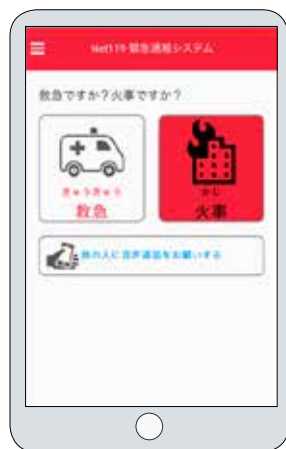 Net119 緊急通報システム
救急ですか？火事ですか？
きゅうきゅう
救急
かじ
火事
他の人に音声通話をお願いする